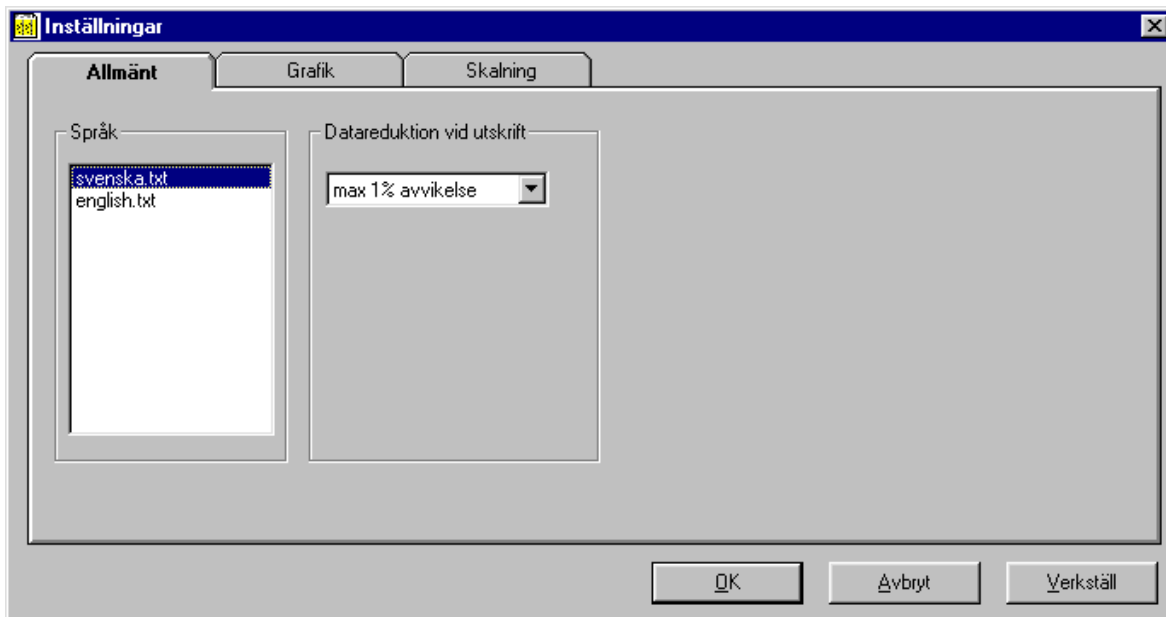 Inställningar
Allmänt Grafik Skalning
Språk Datareduktion vid utskrift
svenska.txt max 1% avvikelse
english.txt
OK Avbryt Verkställ